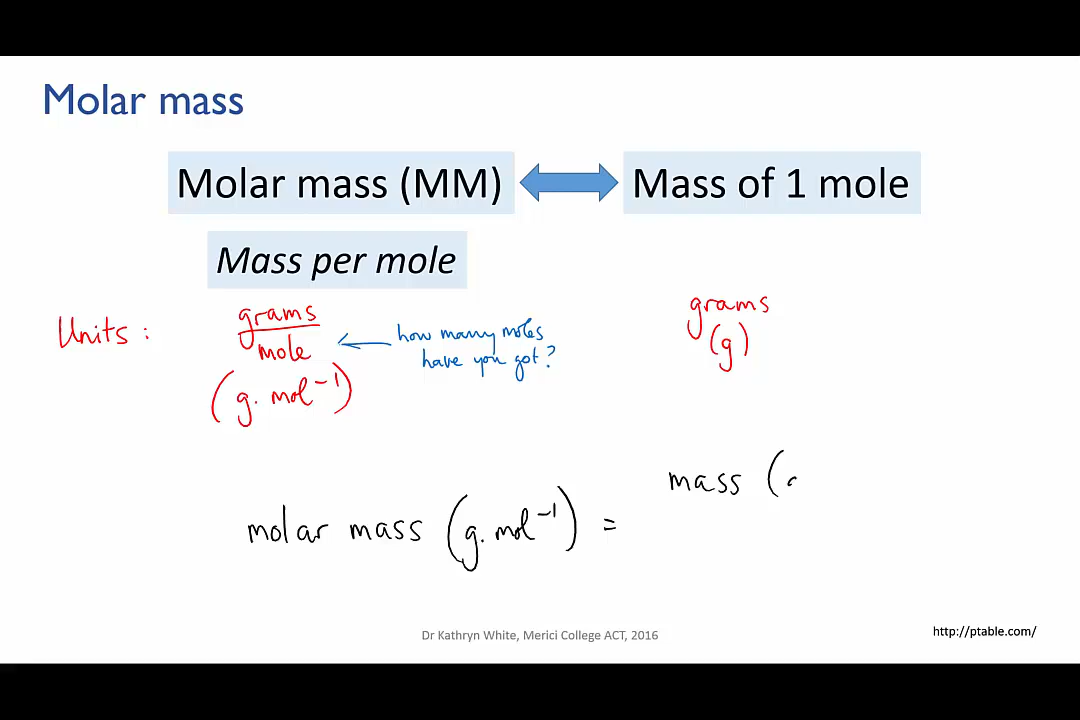 Molar mass
Molar mass (MM)
Mass of 1 mole
Mass per mole
Units :
grams
mole
(g. mol⁻¹)
how many moles
have you got?
grams
(g)
molar mass (g. mol⁻¹) =
mass (
Dr Kathryn White, Merici College ACT, 2016
http://ptable.com/